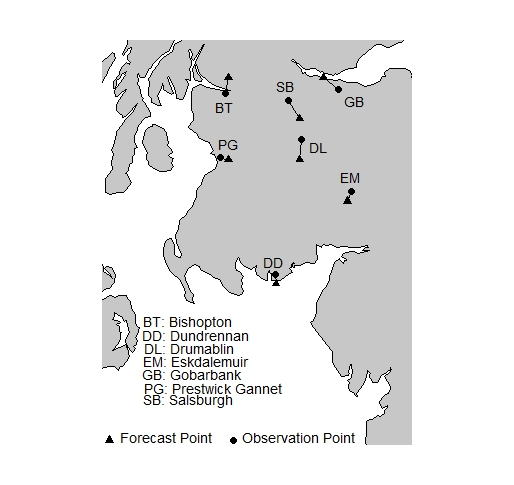 SB
BT
GB
PG
DL
EM
DD
BT: Bishopton
DD: Dundrennan
DL: Drumablin
EM: Eskdalemuir
GB: Gobarbank
PG: Prestwick Gannet
SB: Salsburgh
Forecast Point
Observation Point